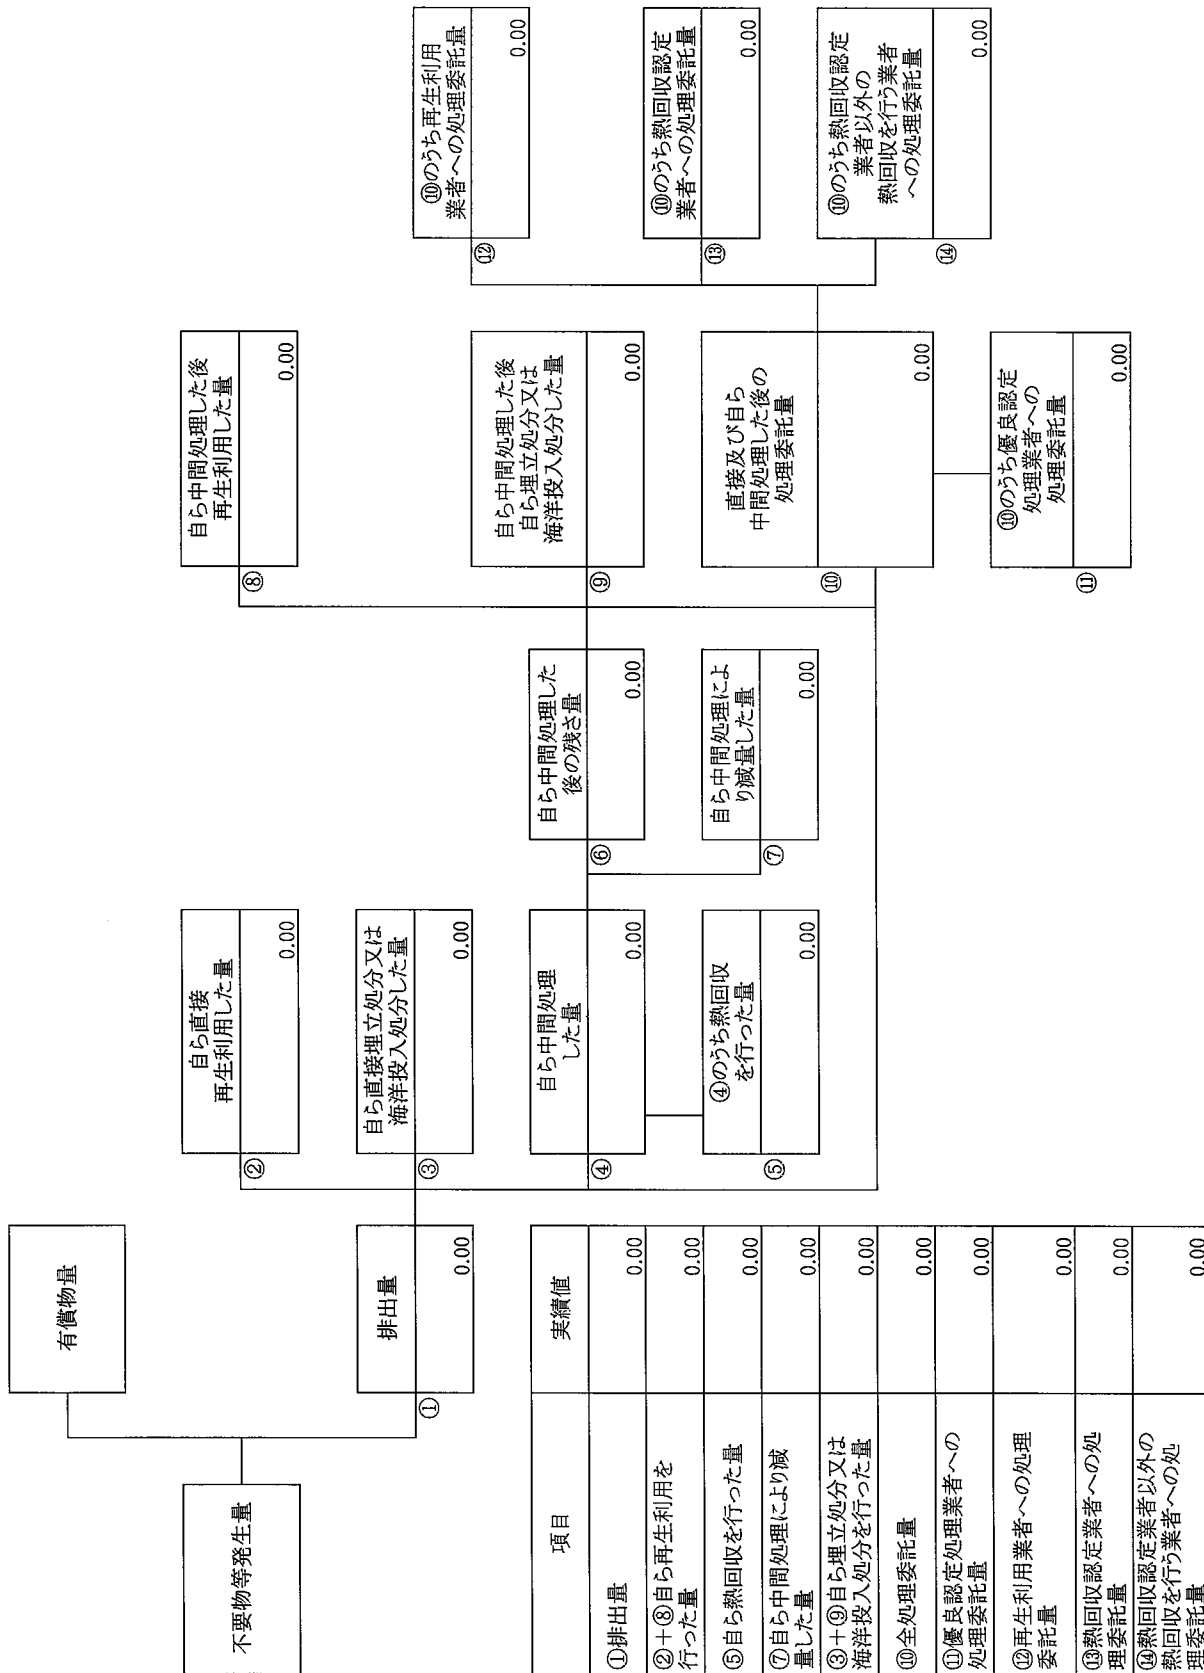 不要物等発生量
有償物量
排出量
①
0.00
自ら直接
再生利用した量
②
0.00
自ら直接埋立処分又は
海洋投入処分した量
③
0.00
自ら中間処理
した量
④
0.00
④のうち熱回収
を行った量
⑤
0.00
自ら中間処理した
後の残さ量
⑥
0.00
自ら中間処理によ
り減量した量
⑦
0.00
自ら中間処理した後
再生利用した量
⑧
0.00
自ら中間処理した後
自ら埋立処分又は
海洋投入処分した量
⑨
0.00
直接及び自ら
中間処理した後の
処理委託量
⑩
0.00
⑩のうち優良認定
処理業者への
処理委託量
⑪
0.00
⑩のうち再生利用
業者への処理委託量
⑫
0.00
⑩のうち熱回収認定
業者への処理委託量
⑬
0.00
⑩のうち熱回収認定
業者以外の
熱回収を行う業者
への処理委託量
⑭
0.00
項目
実績値
①排出量
0.00
②+⑧自ら再生利用を
行った量
0.00
⑤自ら熱回収を行った量
0.00
⑦自ら中間処理により減
量した量
0.00
③+⑨自ら埋立処分又は
海洋投入処分を行った量
0.00
⑩全処理委託量
0.00
⑪優良認定処理業者への
処理委託量
0.00
⑫再生利用業者への処理
委託量
0.00
⑬熱回収認定業者への処
理委託量
0.00
⑭熱回収認定業者以外の
熱回収を行う業者への処
理委託量
0.00